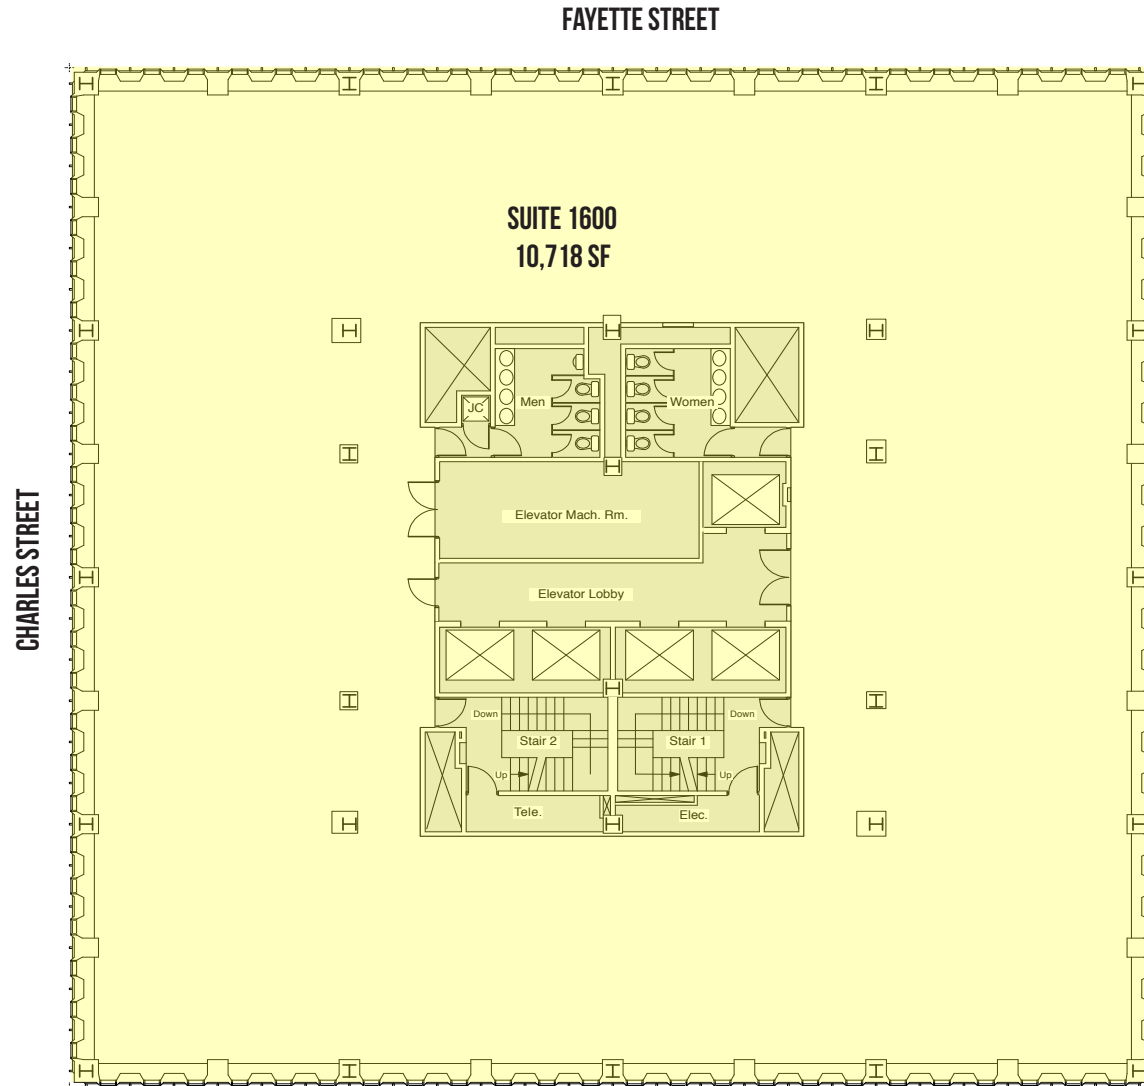 FAYETTE STREET
SUITE 1600
10,718 SF
CHARLES STREET
JC
Men
Women
Elevator Mach. Rm.
Elevator Lobby
Down
Down
Stair 2
Stair 1
Up
Up
Tele.
Elec.